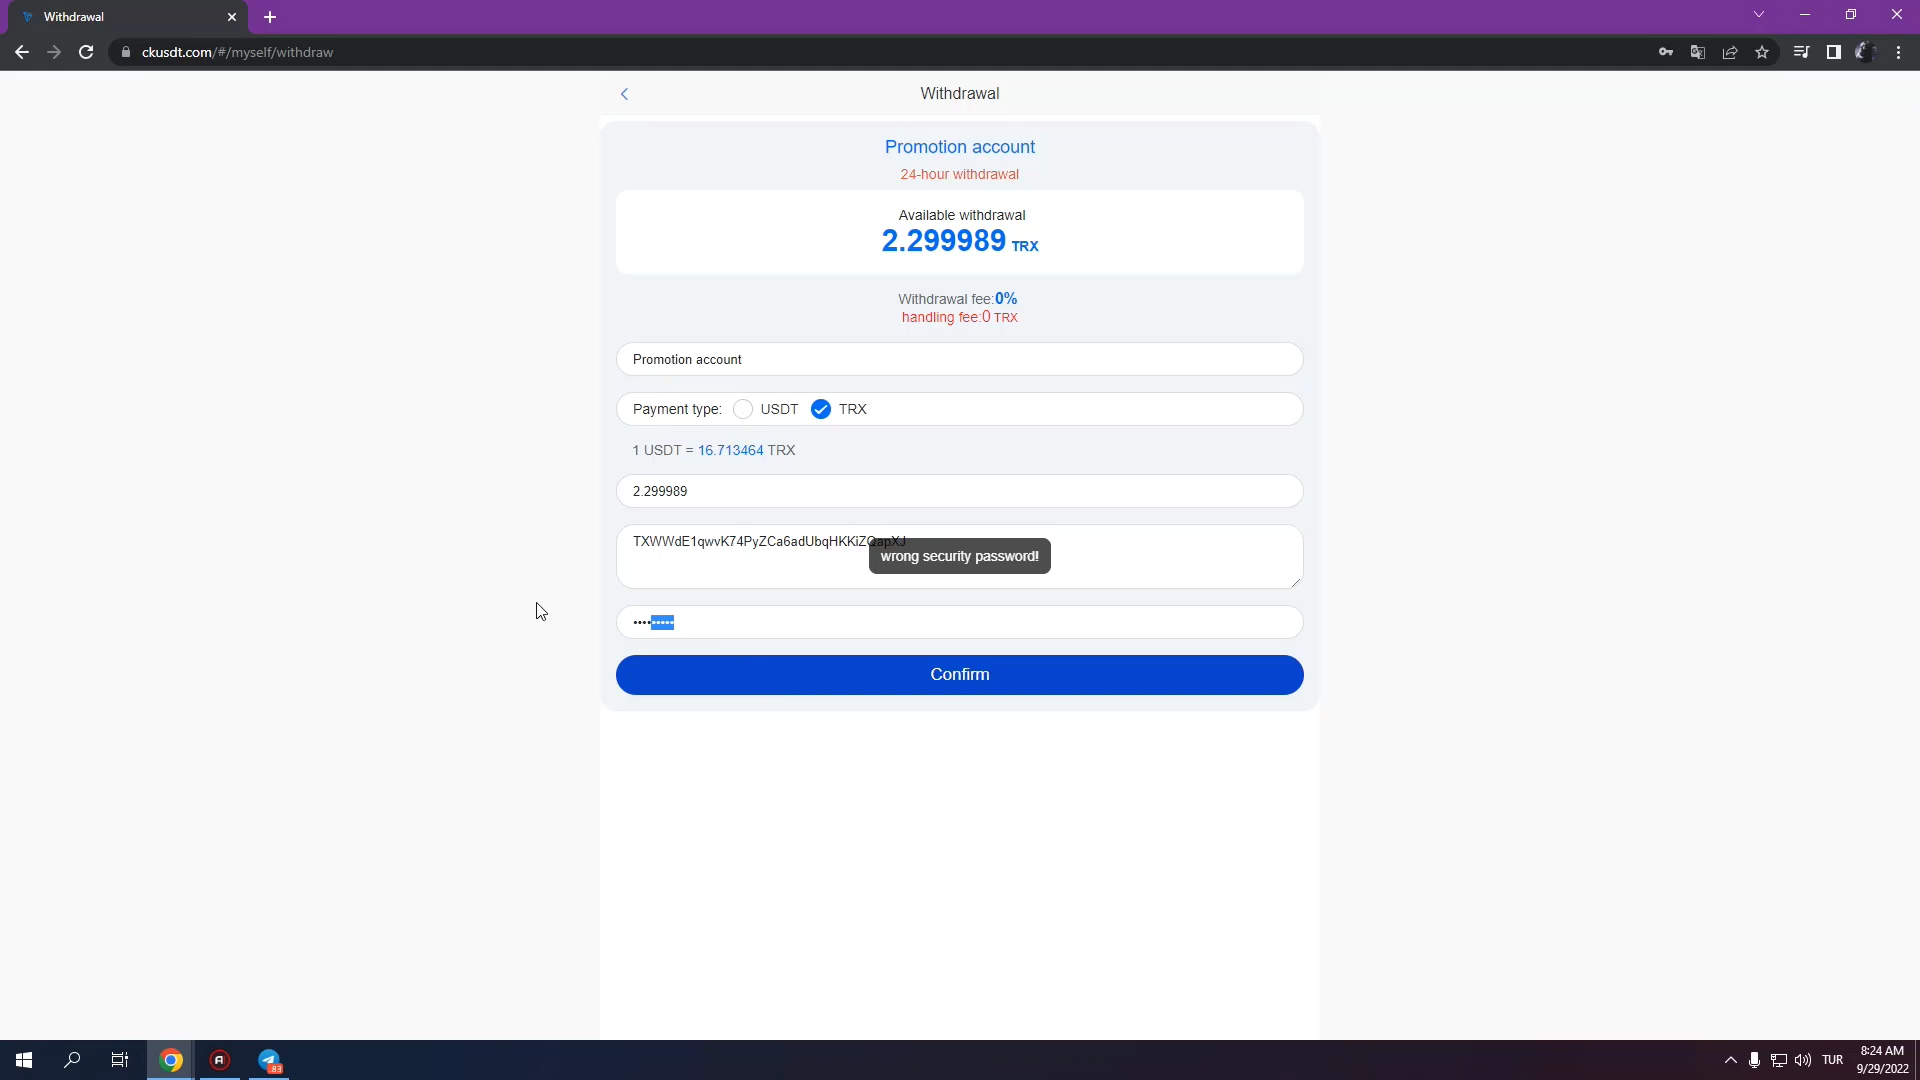 Withdrawal
ckusdt.com/#/myself/withdraw
Withdrawal
Promotion account
24-hour withdrawal
Available withdrawal
2.299989 TRX
Withdrawal fee:0%
handling fee:0 TRX
Promotion account
Payment type: USDT TRX
1 USDT = 16.713464 TRX
2.299989
TXWWdE1qwvK74PyZCa6adUbqHKKiZQapXJ
wrong security password!
Confirm
83
TUR
8:24 AM
9/29/2022